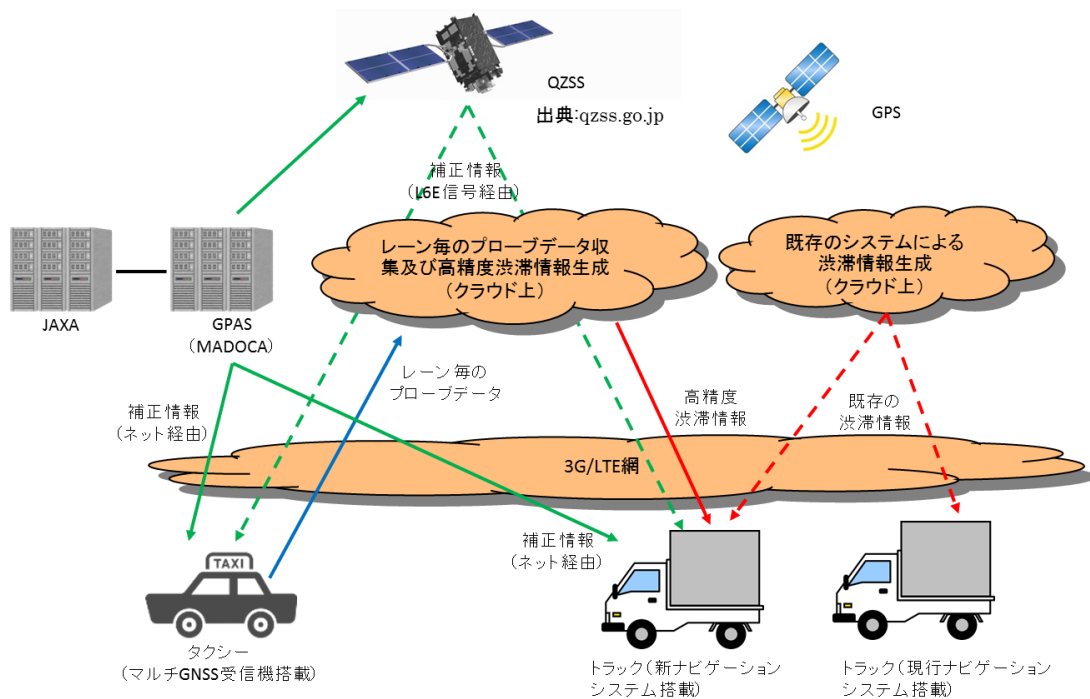 QZSS
出典:qzss.go.jp
GPS
補正情報
(L6E信号経由)
レーン毎のプローブデータ収
集及び高精度渋滞情報生成
(クラウド上)
既存のシステムによる
渋滞情報生成
(クラウド上)
JAXA
GPAS
(MADOCA)
レーン毎の
プローブデータ
補正情報
(ネット経由)
高精度
渋滞情報
既存の
渋滞情報
3G/LTE網
補正情報
(ネット経由)
TAXI
タクシー
(マルチGNSS受信機搭載)
トラック(新ナビゲーション
システム搭載)
トラック(現行ナビゲーション
システム搭載)